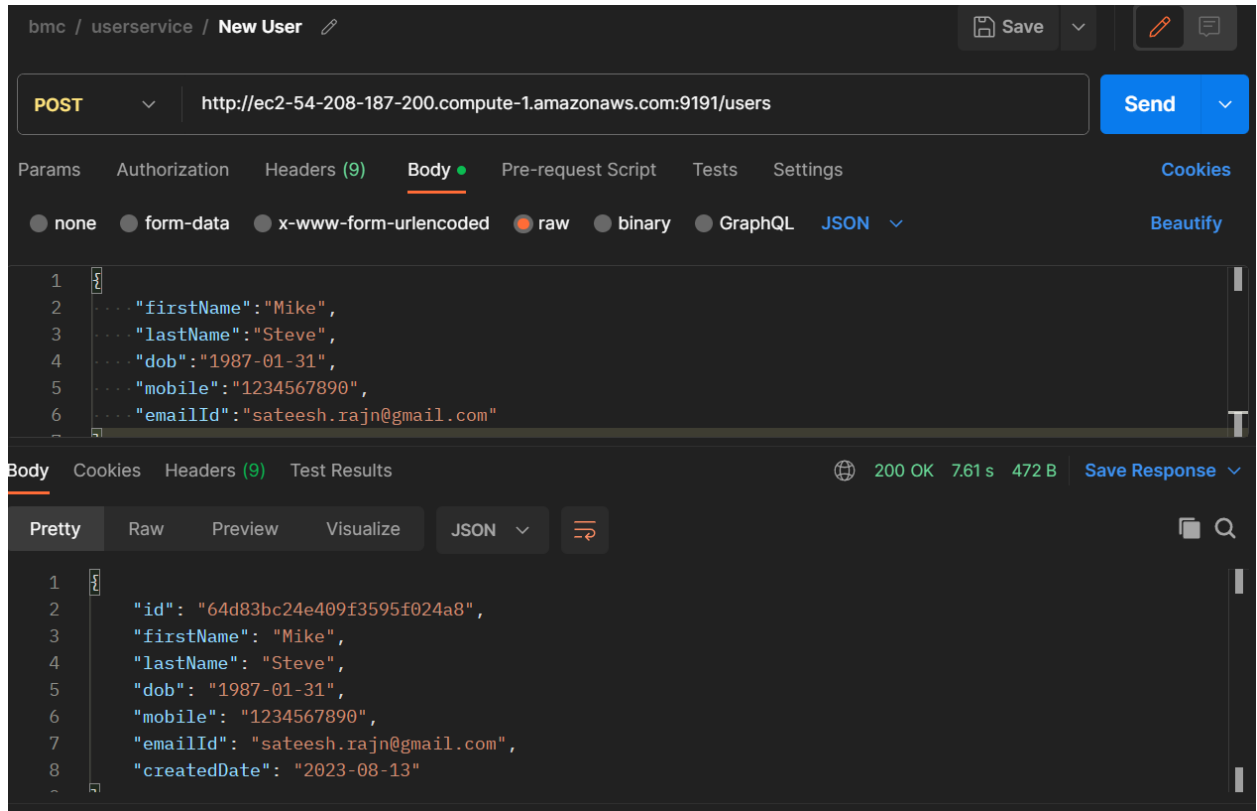 bmc / userservice / New User
Save
POST http://ec2-54-208-187-200.compute-1.amazonaws.com:9191/users Send
Params Authorization Headers (9) Body Pre-request Script Tests Settings Cookies
none form-data x-www-form-urlencoded raw binary GraphQL JSON Beautify
1 {
2 "firstName":"Mike",
3 "lastName":"Steve",
4 "dob":"1987-01-31",
5 "mobile":"1234567890",
6 "emailId":"sateesh.rajn@gmail.com"
Body Cookies Headers (9) Test Results 200 OK 7.61 s 472 B Save Response
Pretty Raw Preview Visualize JSON
1 {
2 "id": "64d83bc24e409f3595f024a8",
3 "firstName": "Mike",
4 "lastName": "Steve",
5 "dob": "1987-01-31",
6 "mobile": "1234567890",
7 "emailId": "sateesh.rajn@gmail.com",
8 "createdDate": "2023-08-13"